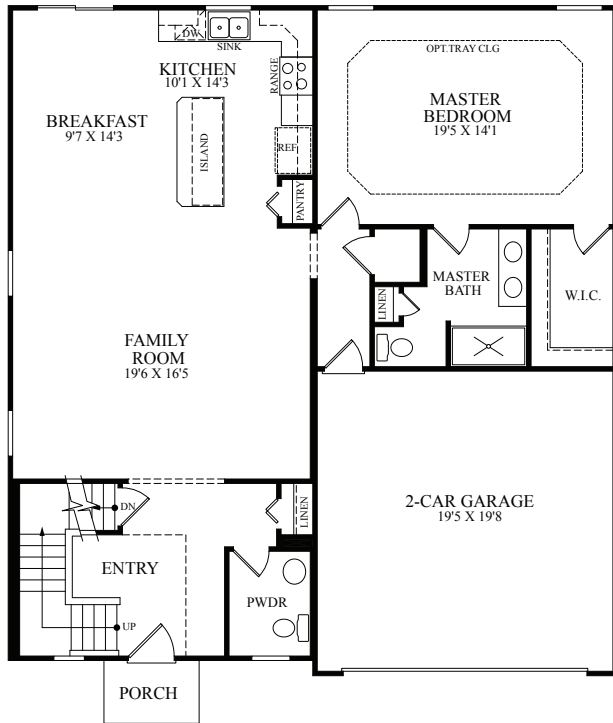 DW
SINK
OPT.TRAY CLG
KITCHEN
10'1 X 14'3
RANGE
BREAKFAST
9'7 X 14'3
MASTER
BEDROOM
19'5 X 14'1
ISLAND
REF
PANTRY
MASTER
BATH
LINEN
W.I.C.
FAMILY
ROOM
19'6 X 16'5
2-CAR GARAGE
19'5 X 19'8
DN
LINEN
ENTRY
PWDR
UP
PORCH